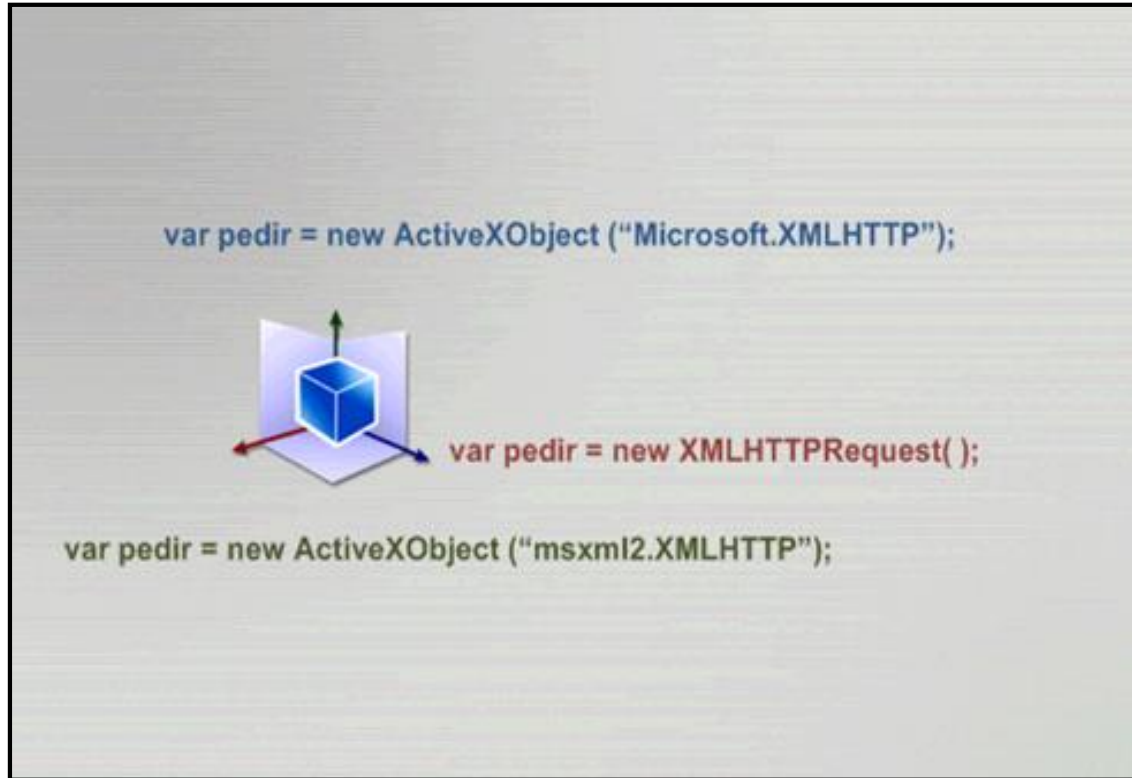 var pedir = new ActiveXObject (“Microsoft.XMLHTTP”);
var pedir = new XMLHTTPRequest( );
var pedir = new ActiveXObject (“msxml2.XMLHTTP”);